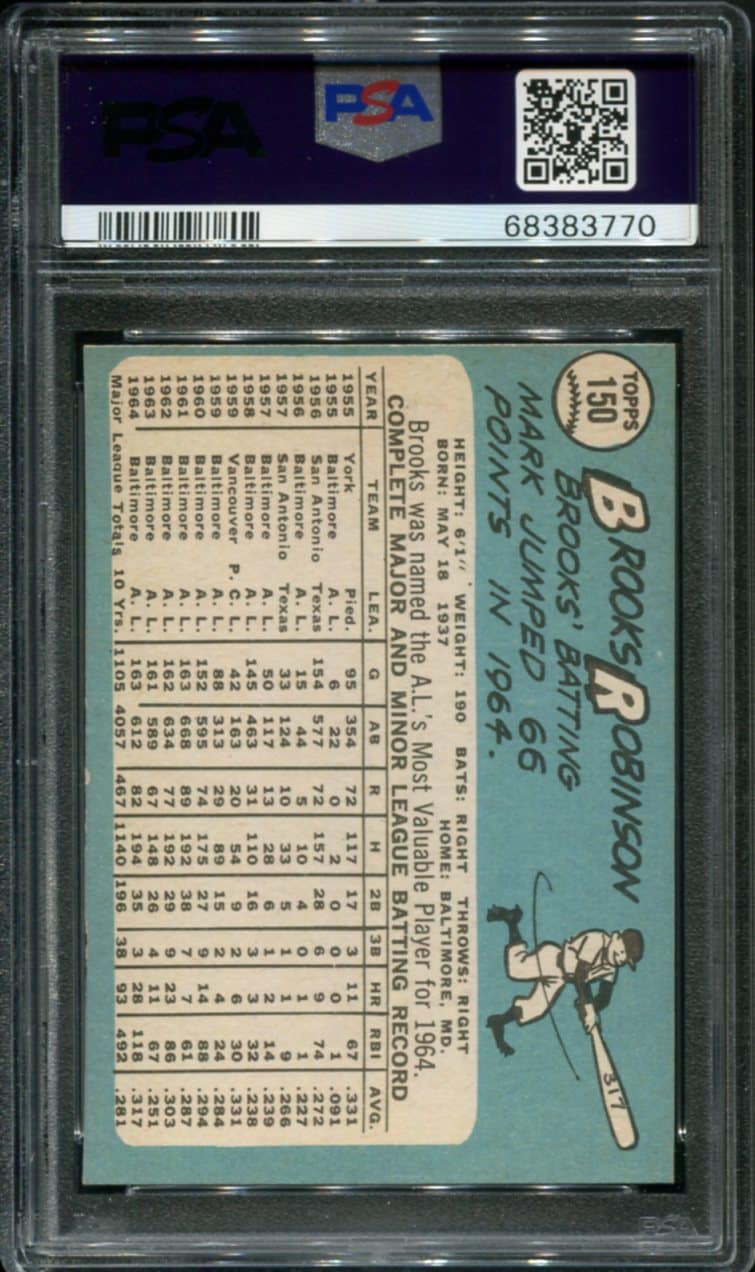 PSA
PSA
68383770
TOPPS
150
BROOKS ROBINSON
BROOKS' BATTING
MARK JUMPED 66
POINTS IN 1964.
317
HEIGHT: 6'1" WEIGHT: 190 BATS: RIGHT THROWS: RIGHT
BORN: MAY 18 1937 HOME: BALTIMORE, MD.
Brooks was named the A.L.'s Most Valuable Player for 1964.
COMPLETE MAJOR AND MINOR LEAGUE BATTING RECORD
YEAR TEAM LEA. G AB R H 2B 3B HR RBI AVG.
1955 York Pied. 95 354 72 117 17 3 11 67 .331
1955 Baltimore A. L. 6 22 0 2 0 0 0 1 .091
1956 San Antonio Texas 154 577 72 157 28 6 9 74 .272
1956 Baltimore A. L. 15 44 5 10 4 0 1 1 .227
1957 San Antonio Texas 33 124 10 33 5 1 1 9 .266
1957 Baltimore A. L. 50 117 13 28 6 1 2 14 .239
1958 Baltimore A. L. 145 463 31 110 16 3 3 32 .238
1959 Vancouver P. C. L. 42 163 20 54 9 2 6 30 .331
1959 Baltimore A. L. 88 313 29 89 15 2 4 24 .284
1960 Baltimore A. L. 152 595 74 175 27 9 14 88 .294
1961 Baltimore A. L. 163 668 89 192 38 7 7 61 .287
1962 Baltimore A. L. 162 634 77 192 29 9 23 86 .303
1963 Baltimore A. L. 161 589 67 148 26 4 11 67 .251
1964 Baltimore A. L. 163 612 82 194 35 3 28 118 .317
Major League Totals 10 Yrs. 1105 4057 467 1140 196 38 93 492 .281
PSA